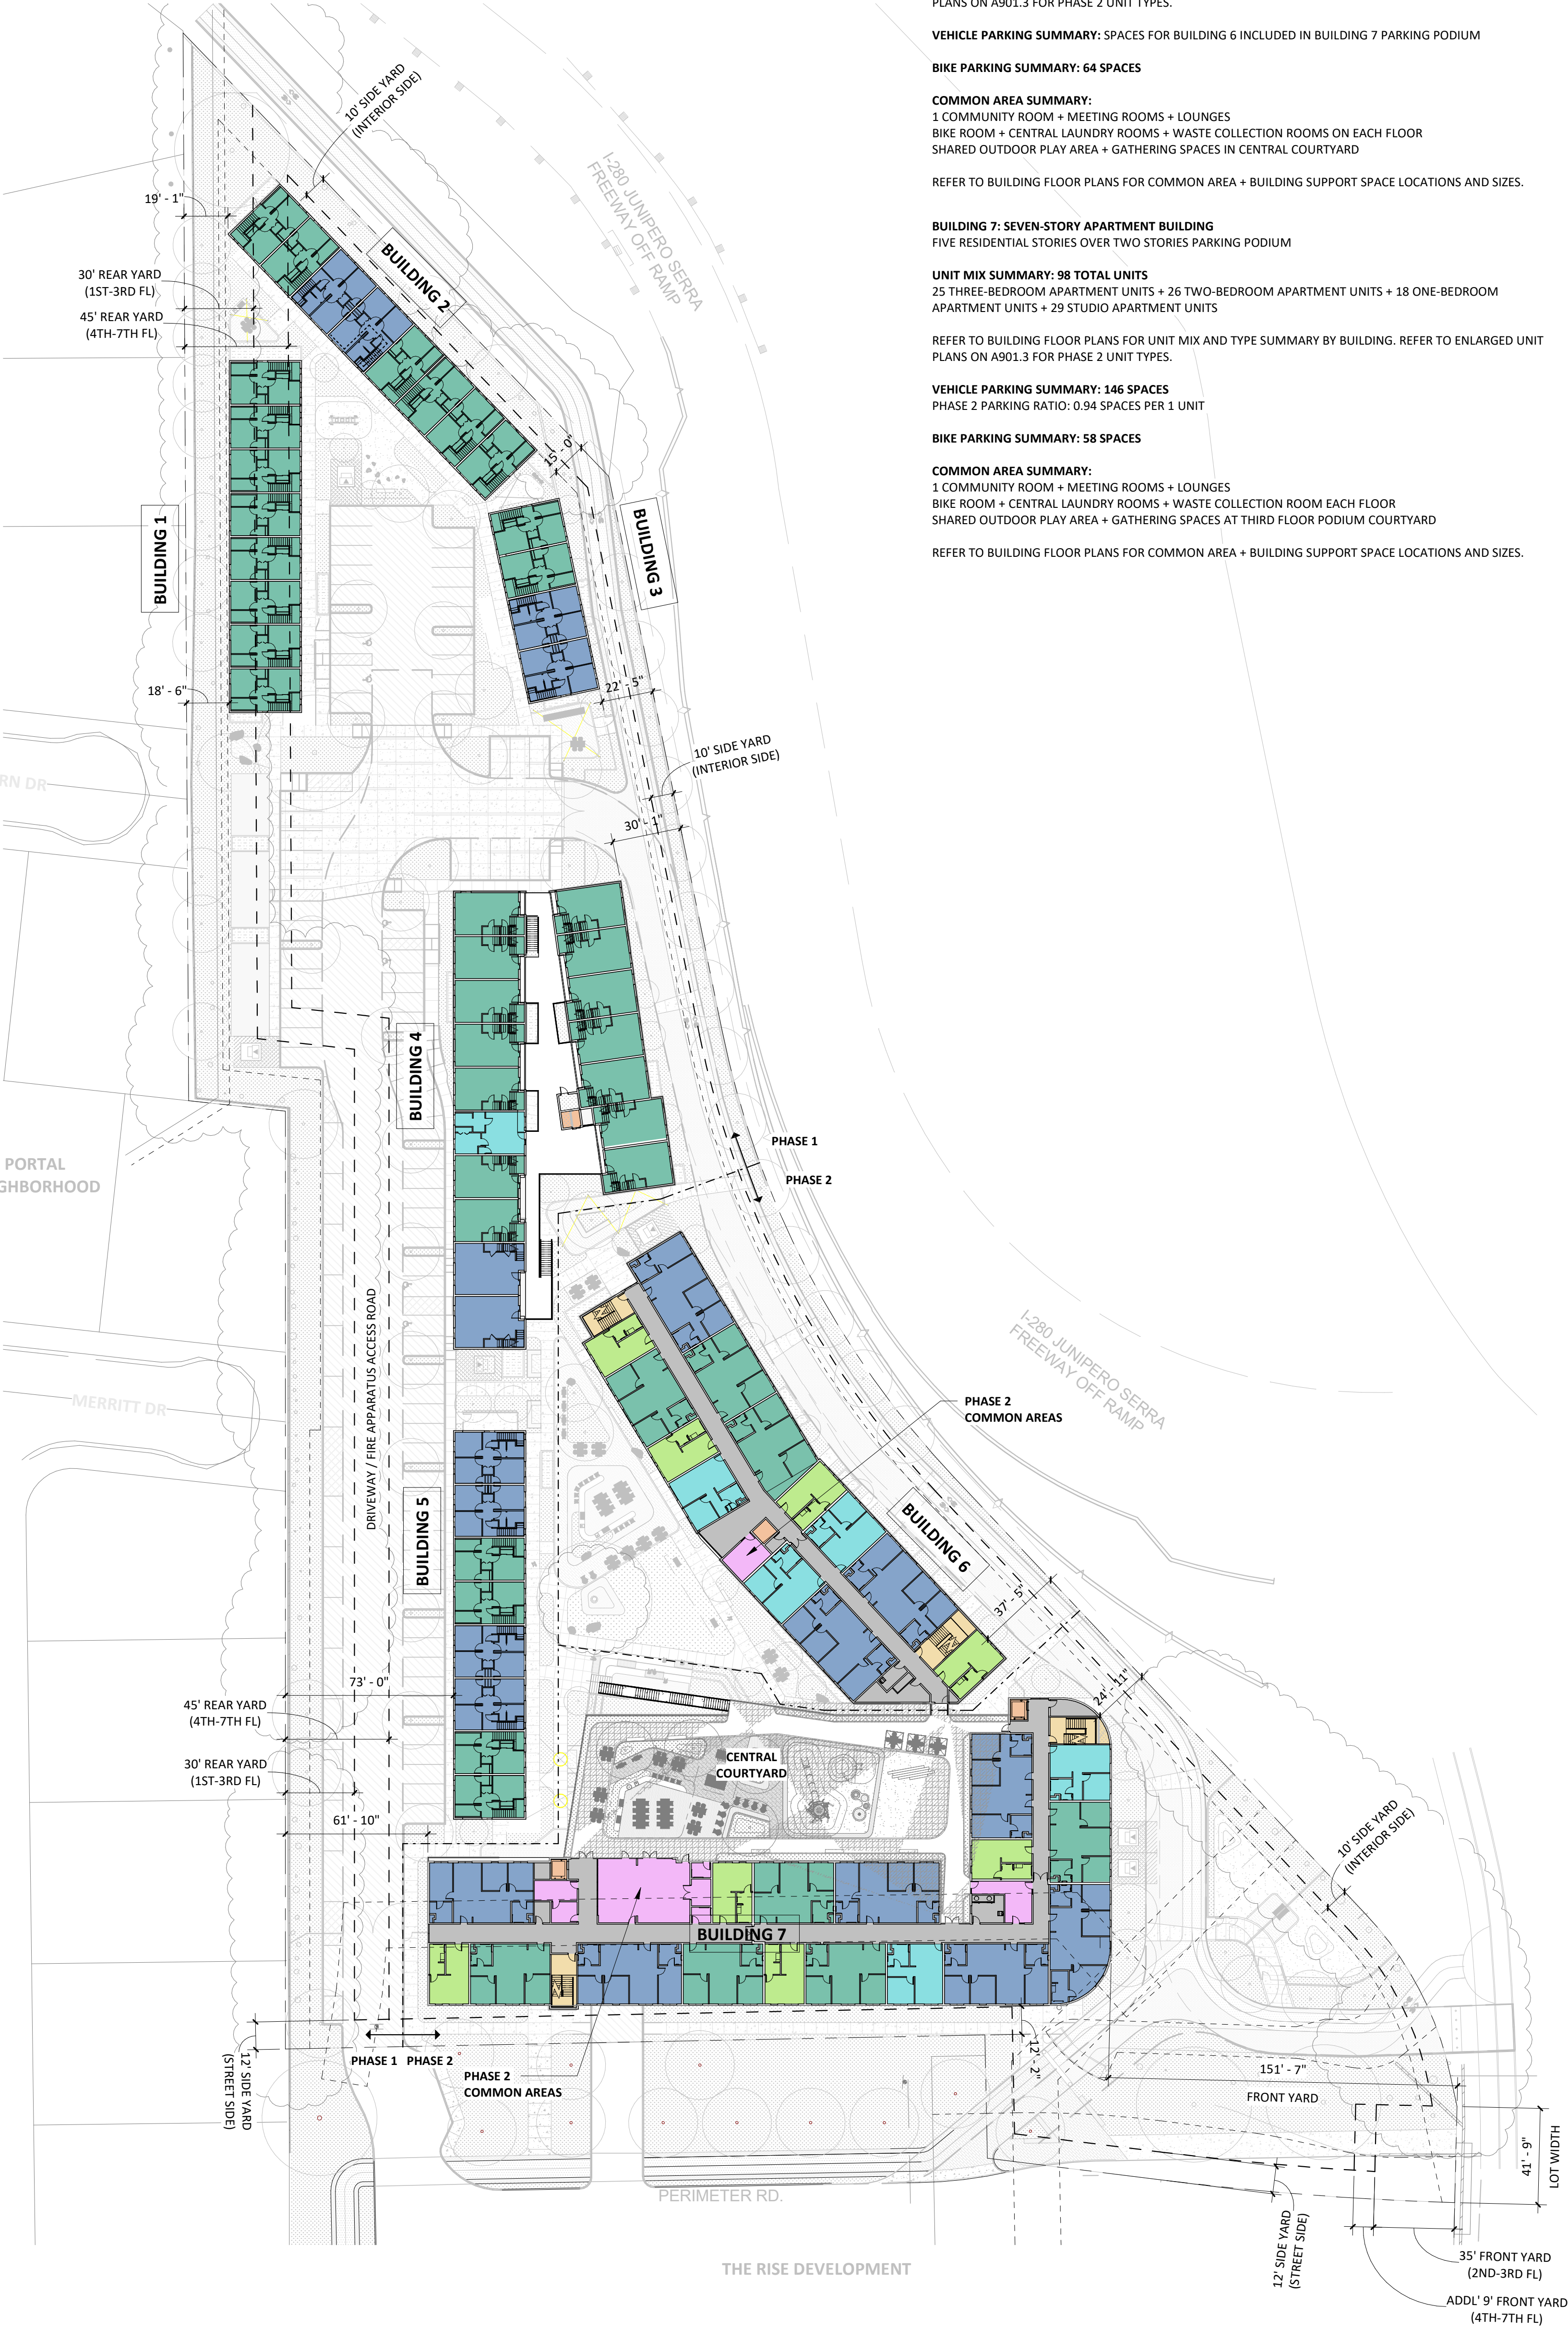 PLANS ON A901.3 FOR PHASE 2 UNIT TYPES.
VEHICLE PARKING SUMMARY: SPACES FOR BUILDING 6 INCLUDED IN BUILDING 7 PARKING PODIUM
BIKE PARKING SUMMARY: 64 SPACES
COMMON AREA SUMMARY:
1 COMMUNITY ROOM + MEETING ROOMS + LOUNGES
BIKE ROOM + CENTRAL LAUNDRY ROOMS + WASTE COLLECTION ROOMS ON EACH FLOOR
SHARED OUTDOOR PLAY AREA + GATHERING SPACES IN CENTRAL COURTYARD
REFER TO BUILDING FLOOR PLANS FOR COMMON AREA + BUILDING SUPPORT SPACE LOCATIONS AND SIZES.
BUILDING 7: SEVEN-STORY APARTMENT BUILDING
FIVE RESIDENTIAL STORIES OVER TWO STORIES PARKING PODIUM
UNIT MIX SUMMARY: 98 TOTAL UNITS
25 THREE-BEDROOM APARTMENT UNITS + 26 TWO-BEDROOM APARTMENT UNITS + 18 ONE-BEDROOM
APARTMENT UNITS + 29 STUDIO APARTMENT UNITS
REFER TO BUILDING FLOOR PLANS FOR UNIT MIX AND TYPE SUMMARY BY BUILDING. REFER TO ENLARGED UNIT
PLANS ON A901.3 FOR PHASE 2 UNIT TYPES.
VEHICLE PARKING SUMMARY: 146 SPACES
PHASE 2 PARKING RATIO: 0.94 SPACES PER 1 UNIT
BIKE PARKING SUMMARY: 58 SPACES
COMMON AREA SUMMARY:
1 COMMUNITY ROOM + MEETING ROOMS + LOUNGES
BIKE ROOM + CENTRAL LAUNDRY ROOMS + WASTE COLLECTION ROOM EACH FLOOR
SHARED OUTDOOR PLAY AREA + GATHERING SPACES AT THIRD FLOOR PODIUM COURTYARD
REFER TO BUILDING FLOOR PLANS FOR COMMON AREA + BUILDING SUPPORT SPACE LOCATIONS AND SIZES.
10' SIDE YARD
(INTERIOR SIDE)
I-280 JUNIPERO SERRA
FREEWAY OFF RAMP
19' - 1"
BUILDING 2
30' REAR YARD
(1ST-3RD FL)
45' REAR YARD
(4TH-7TH FL)
15' - 0"
BUILDING 1
BUILDING 3
18' - 6"
22' - 5"
10' SIDE YARD
(INTERIOR SIDE)
RN DR
30' - 1"
BUILDING 4
PHASE 1
PHASE 2
PORTAL
GHBORHOOD
DRIVEWAY / FIRE APPARATUS ACCESS ROAD
I-280 JUNIPERO SERRA
FREEWAY OFF RAMP
MERRITT DR
PHASE 2
COMMON AREAS
BUILDING 5
BUILDING 6
37' - 5"
73' - 0"
24' - 11"
45' REAR YARD
(4TH-7TH FL)
CENTRAL
COURTYARD
30' REAR YARD
(1ST-3RD FL)
61' - 10"
10' SIDE YARD
(INTERIOR SIDE)
BUILDING 7
12' SIDE YARD
(STREET SIDE)
PHASE 1 PHASE 2
PHASE 2
COMMON AREAS
12' - 2"
151' - 7"
FRONT YARD
41' - 9"
LOT WIDTH
PERIMETER RD.
12' SIDE YARD
(STREET SIDE)
35' FRONT YARD
(2ND-3RD FL)
THE RISE DEVELOPMENT
ADDL' 9' FRONT YARD
(4TH-7TH FL)